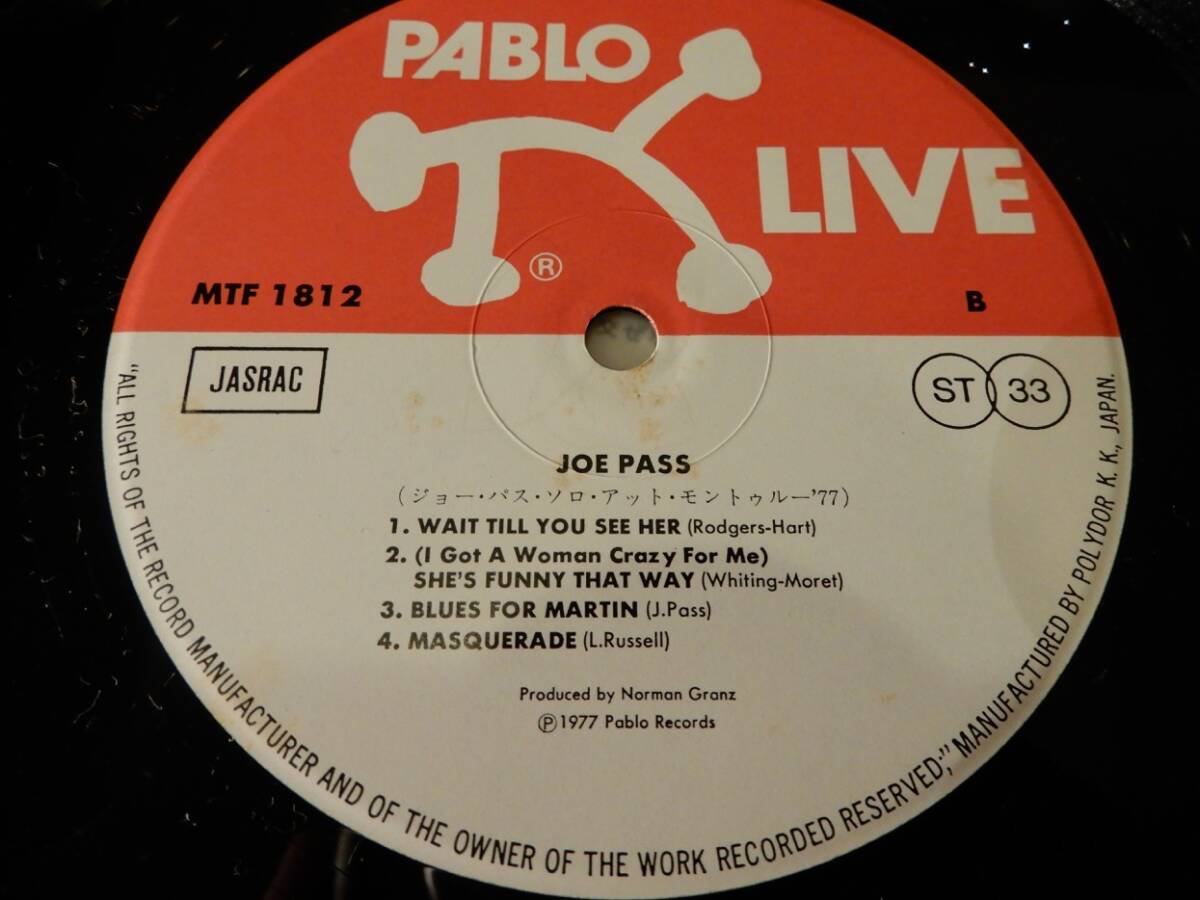 PABLO
LIVE
®
MTF 1812
B
JASRAC
ST 33
JOE PASS
(ジョー・パス・ソロ・アット・モントゥルー'77)
1. WAIT TILL YOU SEE HER (Rodgers-Hart)
2. (I Got A Woman Crazy For Me)
SHE'S FUNNY THAT WAY (Whiting-Moret)
3. BLUES FOR MARTIN (J.Pass)
4. MASQUERADE (L.Russell)
Produced by Norman Granz
℗1977 Pablo Records
"ALL RIGHTS OF THE RECORD MANUFACTURER AND OF THE OWNER OF THE WORK RECORDED RESERVED;" MANUFACTURED BY POLYDOR K. K., JAPAN.